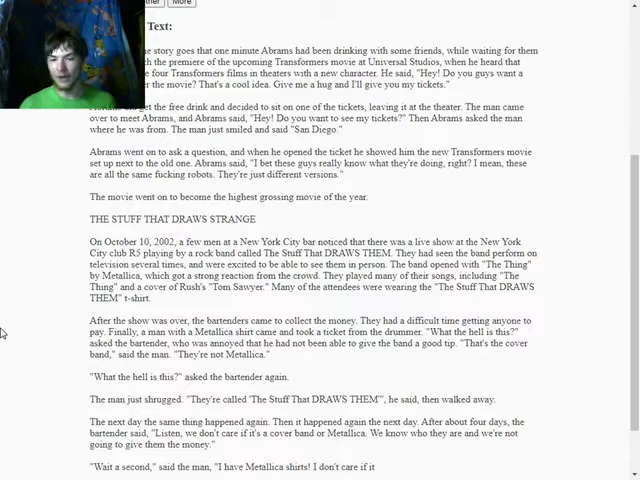 ther More
Text:
e story goes that one minute Abrams had been drinking with some friends, while waiting for them
ch the premiere of the upcoming Transformers movie at Universal Studios, when he heard that
e four Transformers films in theaters with a new character. He said, "Hey! Do you guys want a
r the movie? That's a cool idea. Give me a hug and I'll give you my tickets."
get the free drink and decided to sit on one of the tickets, leaving it at the theater. The man came
over to meet Abrams, and Abrams said, "Hey! Do you want to see my tickets?" Then Abrams asked the man
where he was from. The man just smiled and said "San Diego."
Abrams went on to ask a question, and when he opened the ticket he showed him the new Transformers movie
set up next to the old one. Abrams said, "I bet these guys really know what they're doing, right? I mean, these
are all the same fucking robots. They're just different versions."
The movie went on to become the highest grossing movie of the year.
THE STUFF THAT DRAWS STRANGE
On October 10, 2002, a few men at a New York City bar noticed that there was a live show at the New York
City club R5 playing by a rock band called The Stuff That DRAWS THEM. They had seen the band perform on
television several times, and were excited to be able to see them in person. The band opened with "The Thing"
by Metallica, which got a strong reaction from the crowd. They played many of their songs, including "The
Thing" and a cover of Rush's "Tom Sawyer." Many of the attendees were wearing the "The Stuff That DRAWS
THEM" t-shirt.
After the show was over, the bartenders came to collect the money. They had a difficult time getting anyone to
pay. Finally, a man with a Metallica shirt came and took a ticket from the drummer. "What the hell is this?"
asked the bartender, who was annoyed that he had not been able to give the band a good tip. "That's the cover
band," said the man. "They're not Metallica."
"What the hell is this?" asked the bartender again.
The man just shrugged. "They're called 'The Stuff That DRAWS THEM'", he said, then walked away.
The next day the same thing happened again. Then it happened again the next day. After about four days, the
bartender said, "Listen, we don't care if it's a cover band or Metallica. We know who they are and we're not
going to give them the money."
"Wait a second," said the man, "I have Metallica shirts! I don't care if it